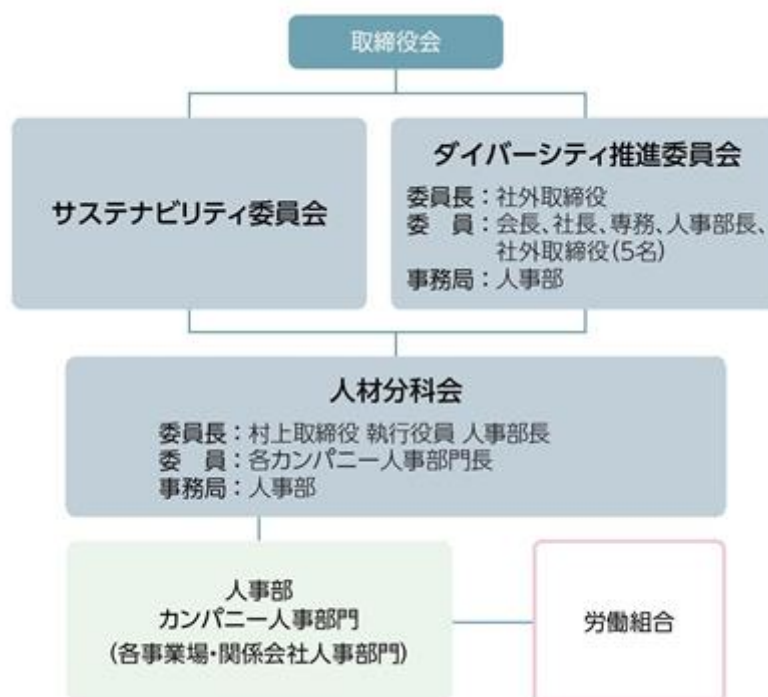 取締役会
サステナビリティ委員会
ダイバーシティ推進委員会
委員長：社外取締役
委　員：会長、社長、専務、人事部長、
社外取締役(5名)
事務局：人事部
人材分科会
委員長：村上取締役 執行役員 人事部長
委　員：各カンパニー人事部門長
事務局：人事部
人事部
カンパニー人事部門
(各事業場・関係会社人事部門)
労働組合